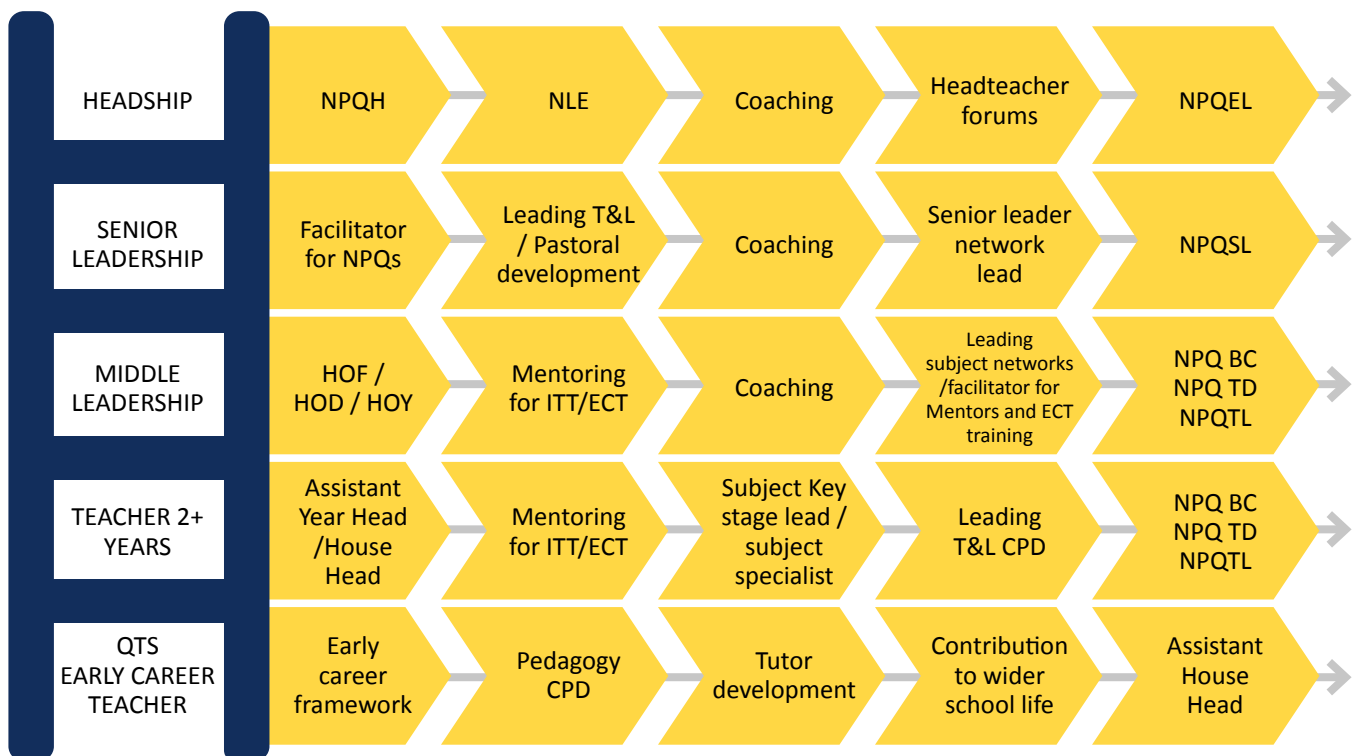 HEADSHIP
NPQH
NLE
Coaching
Headteacher
forums
NPQEL
SENIOR
LEADERSHIP
Facilitator
for NPQs
Leading T&L
/ Pastoral
development
Coaching
Senior leader
network
lead
NPQSL
MIDDLE
LEADERSHIP
HOF /
HOD / HOY
Mentoring
for ITT/ECT
Coaching
Leading
subject networks
/facilitator for
Mentors and ECT
training
NPQ BC
NPQ TD
NPQTL
TEACHER 2+
YEARS
Assistant
Year Head
/House
Head
Mentoring
for ITT/ECT
Subject Key
stage lead /
subject
specialist
Leading
T&L CPD
NPQ BC
NPQ TD
NPQTL
QTS
EARLY CAREER
TEACHER
Early
career
framework
Pedagogy
CPD
Tutor
development
Contribution
to wider
school life
Assistant
House
Head